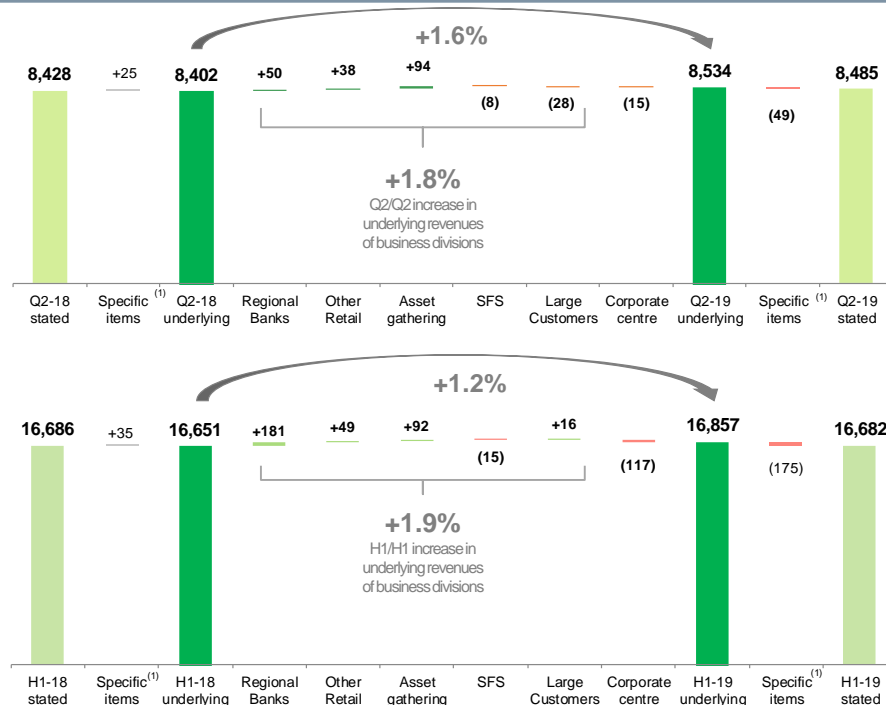 +1.6%
8,428
+25
8,402
+50
+38
+94
(8)
(28)
(15)
8,534
(49)
8,485
+1.8%
Q2/Q2 increase in
underlying revenues
of business divisions
Q2-18 stated
Specific (1) items
Q2-18 underlying
Regional Banks
Other Retail
Asset gathering
SFS
Large Customers
Corporate centre
Q2-19 underlying
Specific (1) items
Q2-19 stated
+1.2%
16,686
+35
16,651
+181
+49
+92
(15)
+16
(117)
16,857
(175)
16,682
+1.9%
H1/H1 increase in
underlying revenues
of business divisions
H1-18 stated
Specific (1) items
H1-18 underlying
Regional Banks
Other Retail
Asset gathering
SFS
Large Customers
Corporate centre
H1-19 underlying
Specific (1) items
H1-19 stated